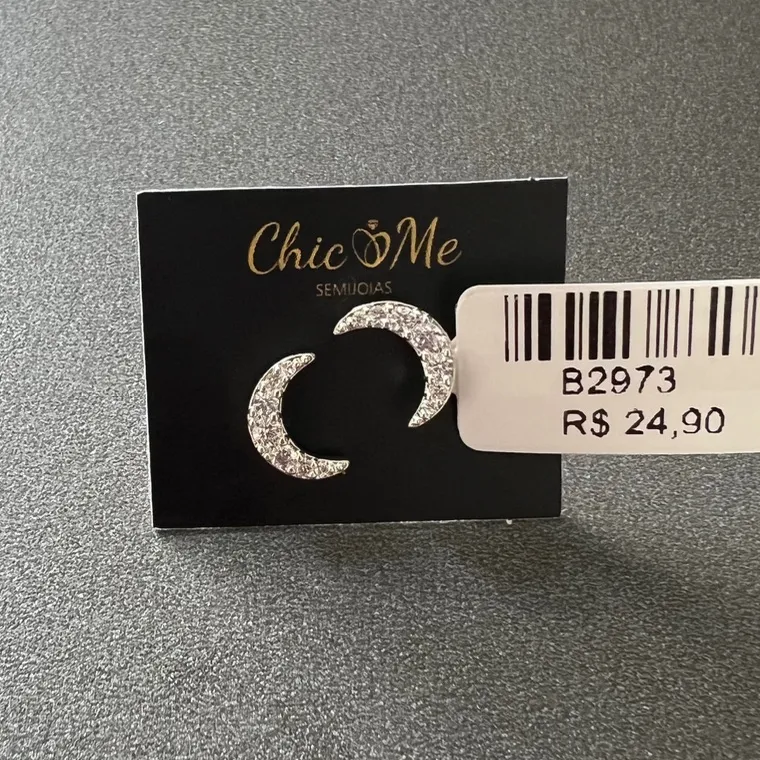 Chic Me
SEMIJOIAS
B2973
R$ 24,90